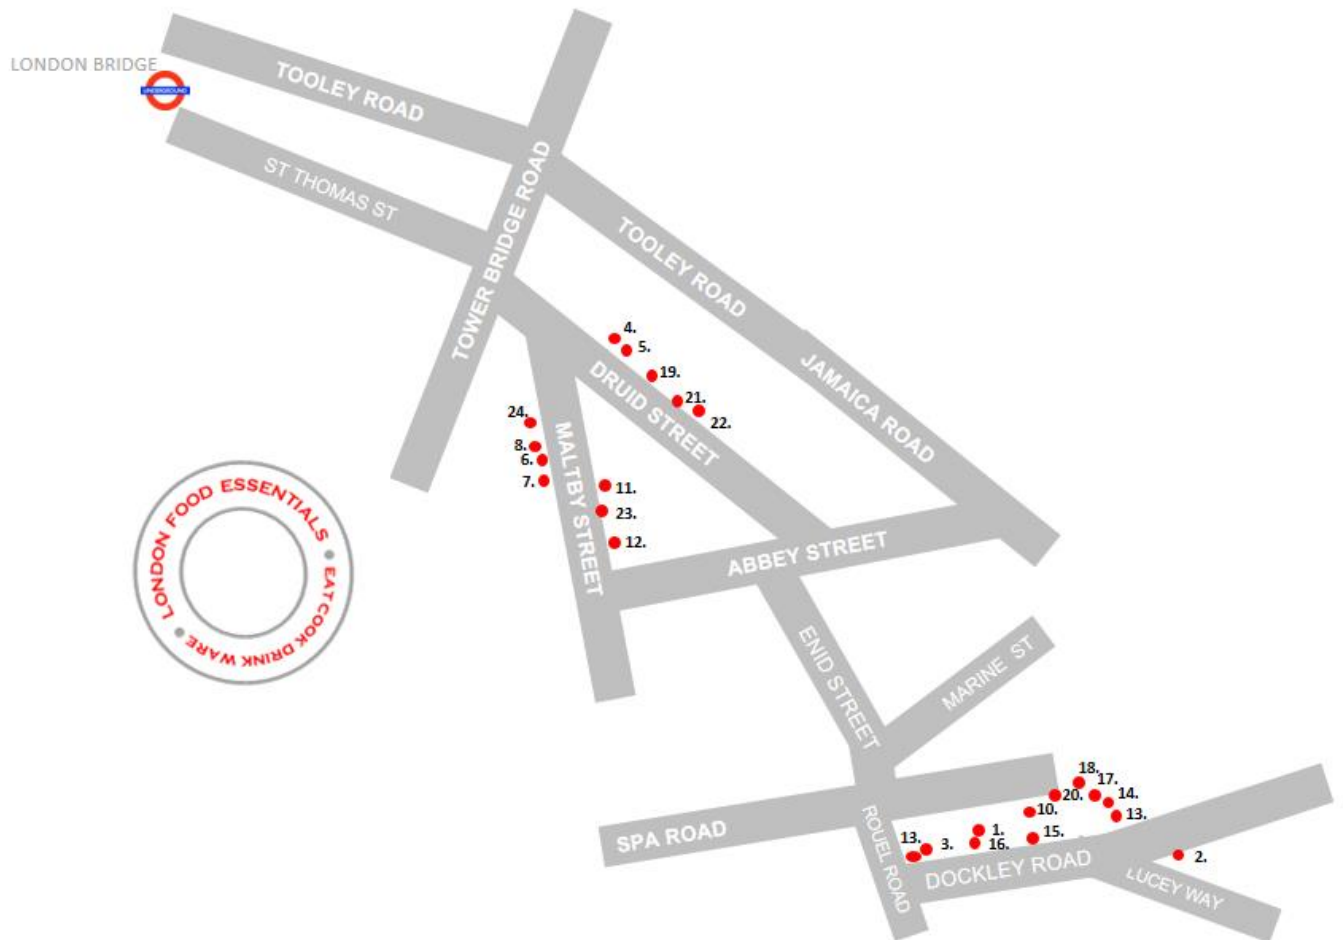 LONDON BRIDGE
UNDERGROUND
TOOLEY ROAD
ST THOMAS ST
TOWER BRIDGE ROAD
TOOLEY ROAD
JAMAICA ROAD
4.
5.
19.
21.
22.
DRUID STREET
24.
8.
6.
7.
MALTBY STREET
11.
23.
12.
ABBEY STREET
LONDON FOOD ESSENTIALS • EAT COOK DRINK WARE •
ENID STREET
MARINE ST
SPA ROAD
ROUEL ROAD
18.
17.
20.
14.
10.
13.
1.
15.
13.
3.
16.
2.
DOCKLEY ROAD
LUCEY WAY